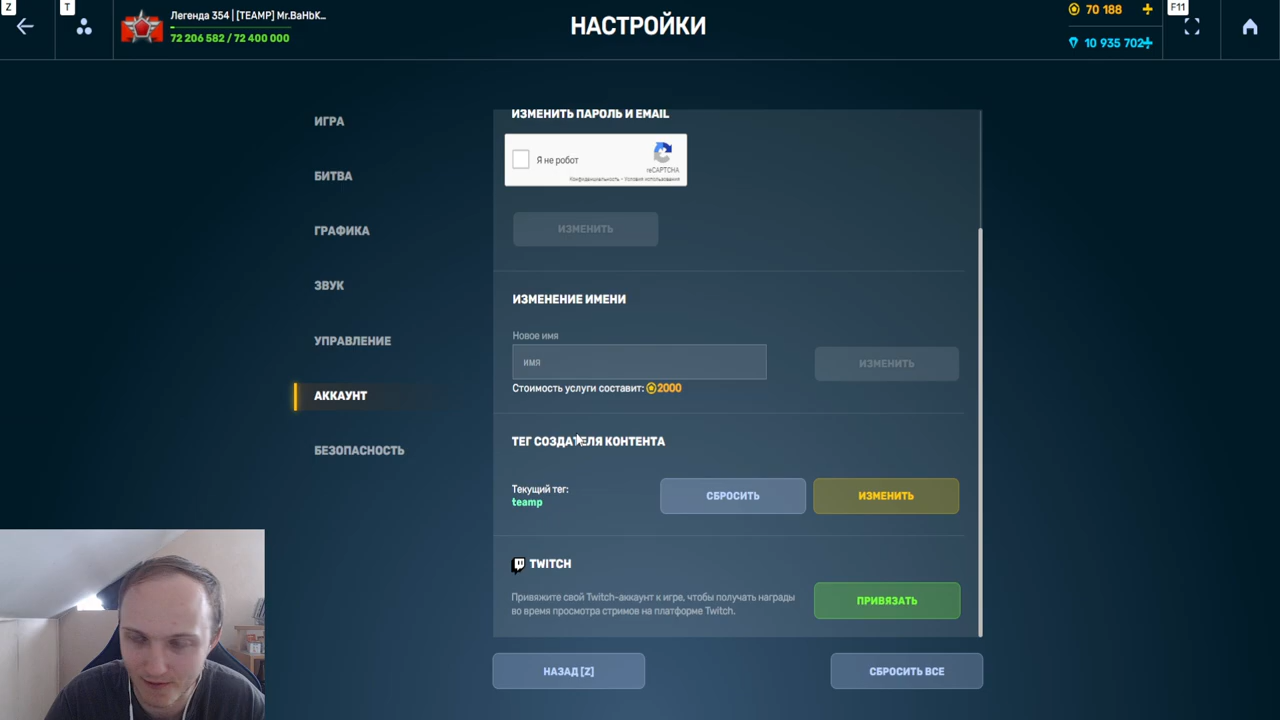 Z
T
Легенда 354 | [TEAMP] Mr.BaHbK...
72 206 582 / 72 400 000
НАСТРОЙКИ
70 188 +
10 935 702+
F11
ИГРА
БИТВА
ГРАФИКА
ЗВУК
УПРАВЛЕНИЕ
АККАУНТ
БЕЗОПАСНОСТЬ
ИЗМЕНИТЬ ПАРОЛЬ И EMAIL
Я не робот
reCAPTCHA
Конфиденциальность - Условия использования
ИЗМЕНИТЬ
ИЗМЕНЕНИЕ ИМЕНИ
Новое имя
имя
ИЗМЕНИТЬ
Стоимость услуги составит: 2000
ТЕГ СОЗДАТЕЛЯ КОНТЕНТА
Текущий тег:
teamp
СБРОСИТЬ
ИЗМЕНИТЬ
TWITCH
Привяжите свой Twitch-аккаунт к игре, чтобы получать награды
во время просмотра стримов на платформе Twitch.
ПРИВЯЗАТЬ
НАЗАД [Z]
СБРОСИТЬ ВСЕ